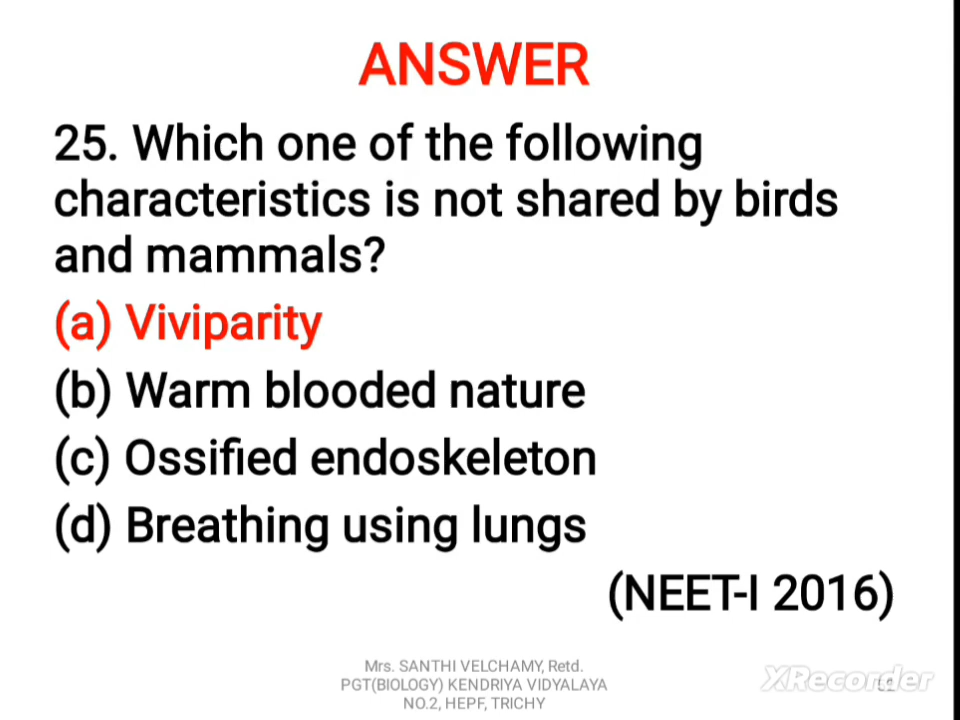 ANSWER
25. Which one of the following
characteristics is not shared by birds
and mammals?
(a) Viviparity
(b) Warm blooded nature
(c) Ossified endoskeleton
(d) Breathing using lungs
(NEET-I 2016)
Mrs. SANTHI VELCHAMY, Retd.
PGT(BIOLOGY) KENDRIYA VIDYALAYA
NO.2, HEPF, TRICHY
XRecorder